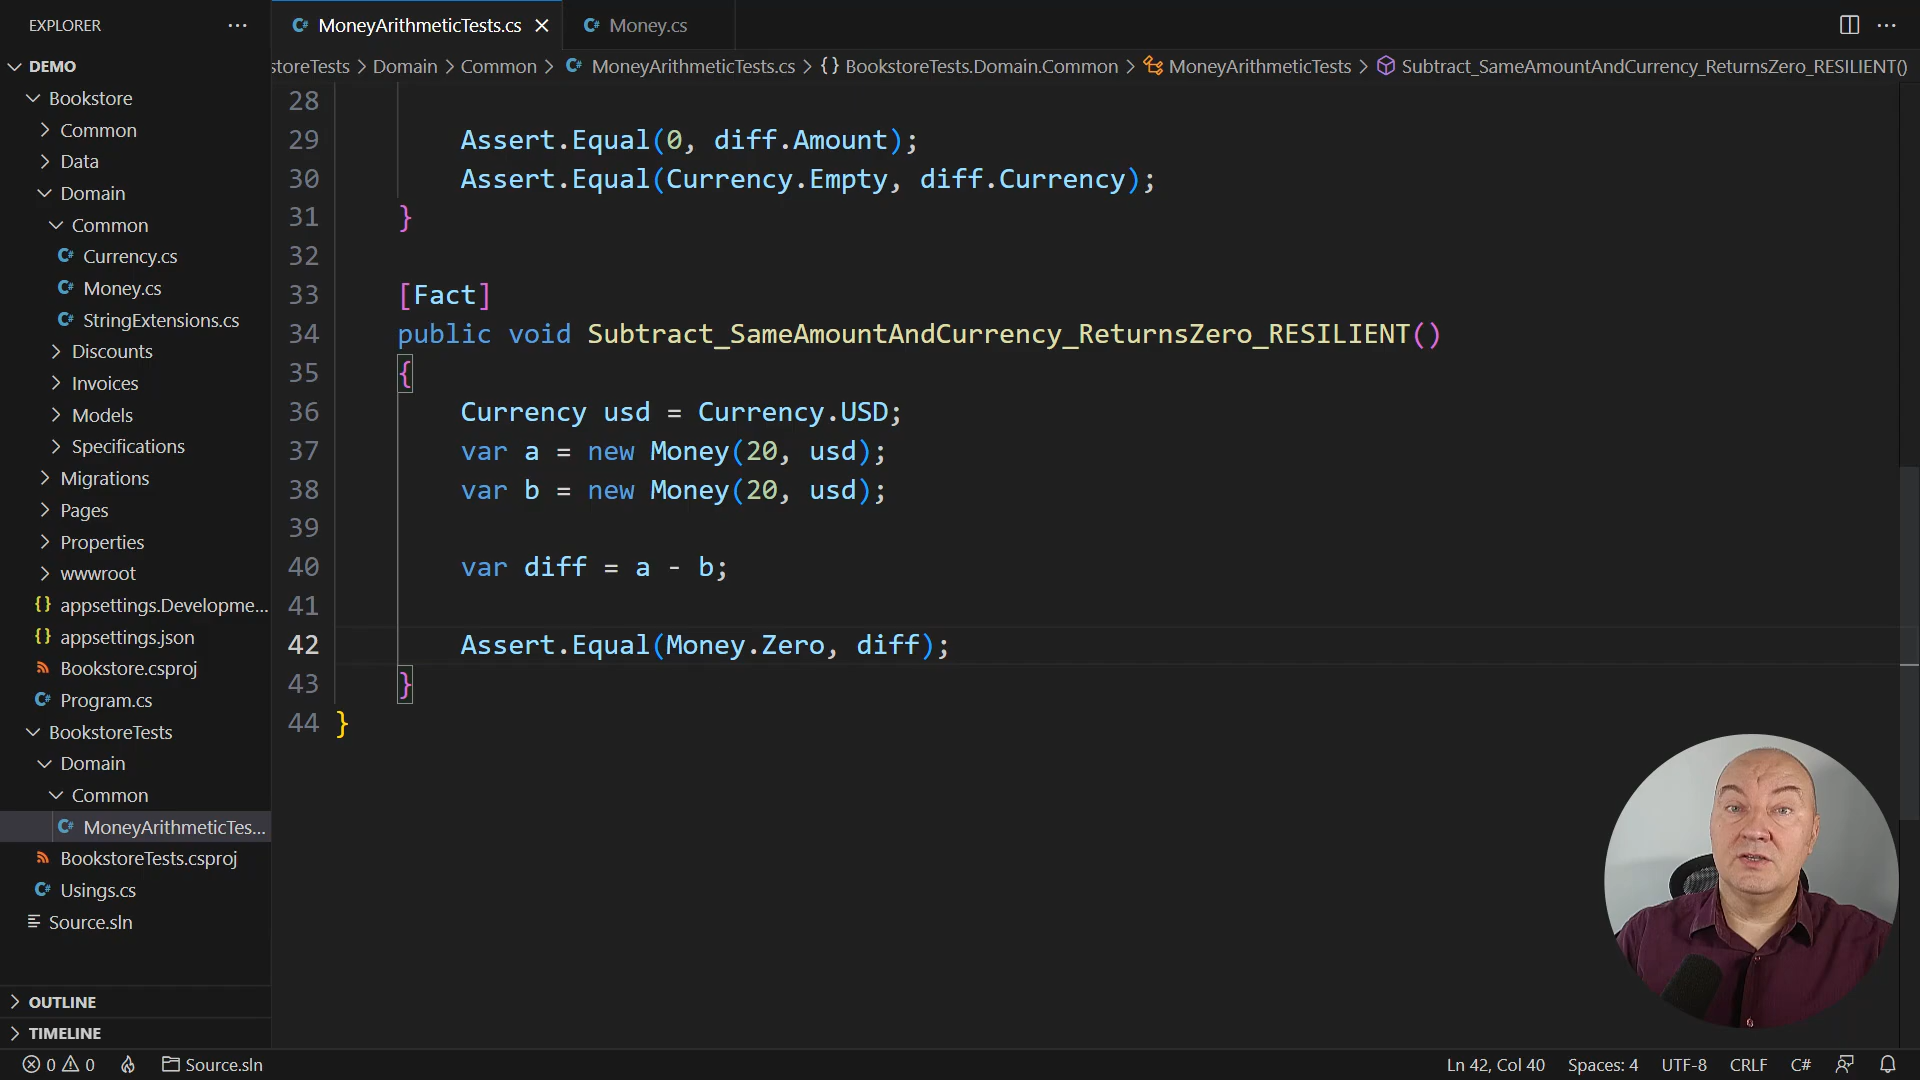 EXPLORER
MoneyArithmeticTests.cs
Money.cs
storeTests > Domain > Common > MoneyArithmeticTests.cs > {} BookstoreTests.Domain.Common > MoneyArithmeticTests > Subtract_SameAmountAndCurrency_ReturnsZero_RESILIENT()
DEMO
Bookstore
Common
Data
Domain
Common
Currency.cs
Money.cs
StringExtensions.cs
Discounts
Invoices
Models
Specifications
Migrations
Pages
Properties
wwwroot
{} appsettings.Developme...
{} appsettings.json
Bookstore.csproj
Program.cs
BookstoreTests
Domain
Common
MoneyArithmeticTes...
BookstoreTests.csproj
Usings.cs
Source.sln
OUTLINE
TIMELINE
28
29 Assert.Equal(0, diff.Amount);
30 Assert.Equal(Currency.Empty, diff.Currency);
31 }
32
33 [Fact]
34 public void Subtract_SameAmountAndCurrency_ReturnsZero_RESILIENT()
35 {
36 Currency usd = Currency.USD;
37 var a = new Money(20, usd);
38 var b = new Money(20, usd);
39
40 var diff = a - b;
41
42 Assert.Equal(Money.Zero, diff);
43 }
44 }
0 0 Source.sln
Ln 42, Col 40 Spaces: 4 UTF-8 CRLF C#